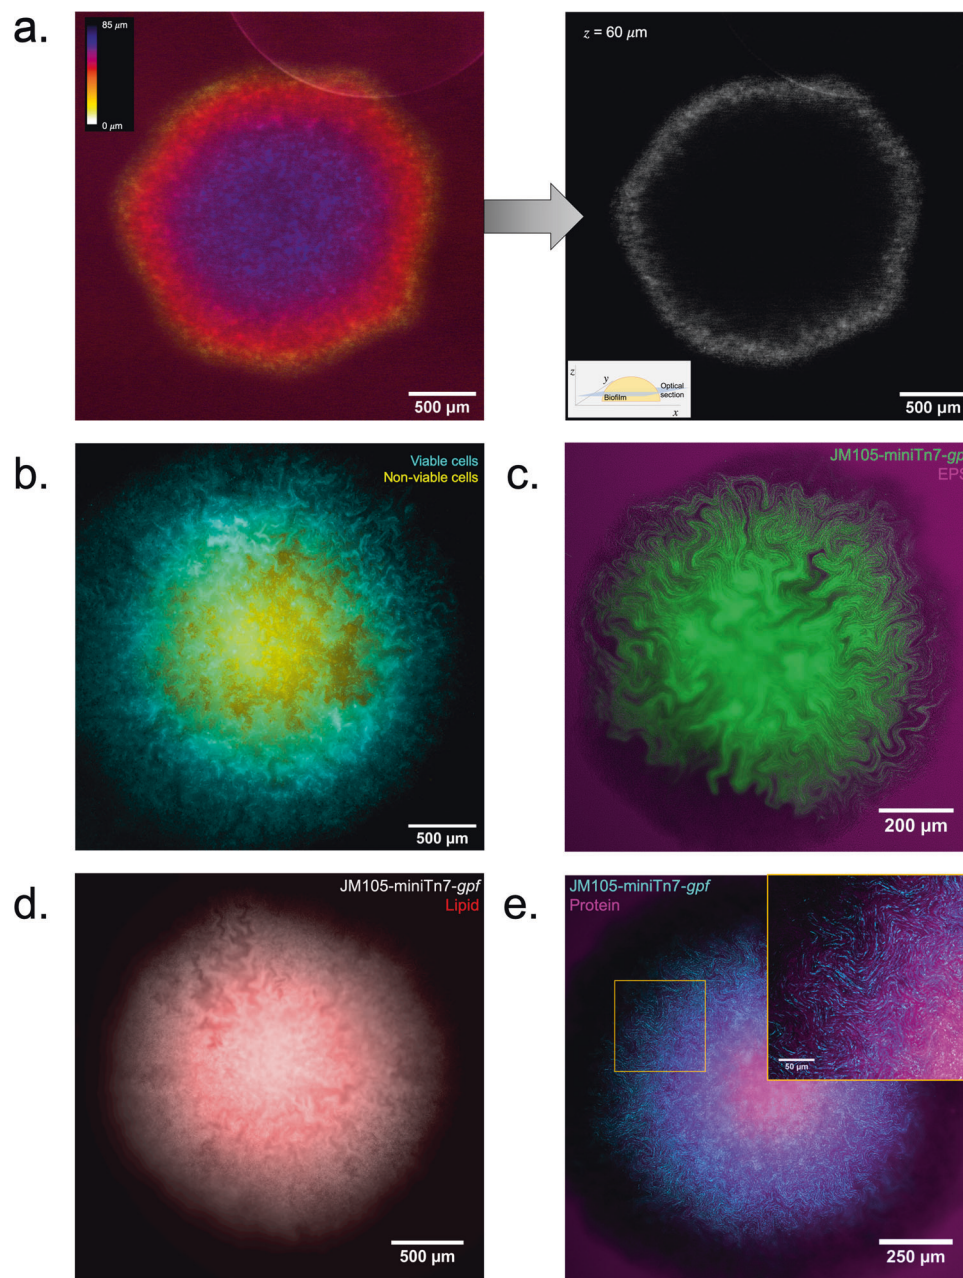 a.
85 μm
0 μm
500 μm
z = 60 μm
z
y
Biofilm
Optical
section
x
500 μm
b.
Viable cells
Non-viable cells
500 μm
c.
JM105-miniTn7-gp
EPS
200 μm
d.
JM105-miniTn7-gpf
Lipid
500 μm
e.
JM105-miniTn7-gpf
Protein
50 μm
250 μm